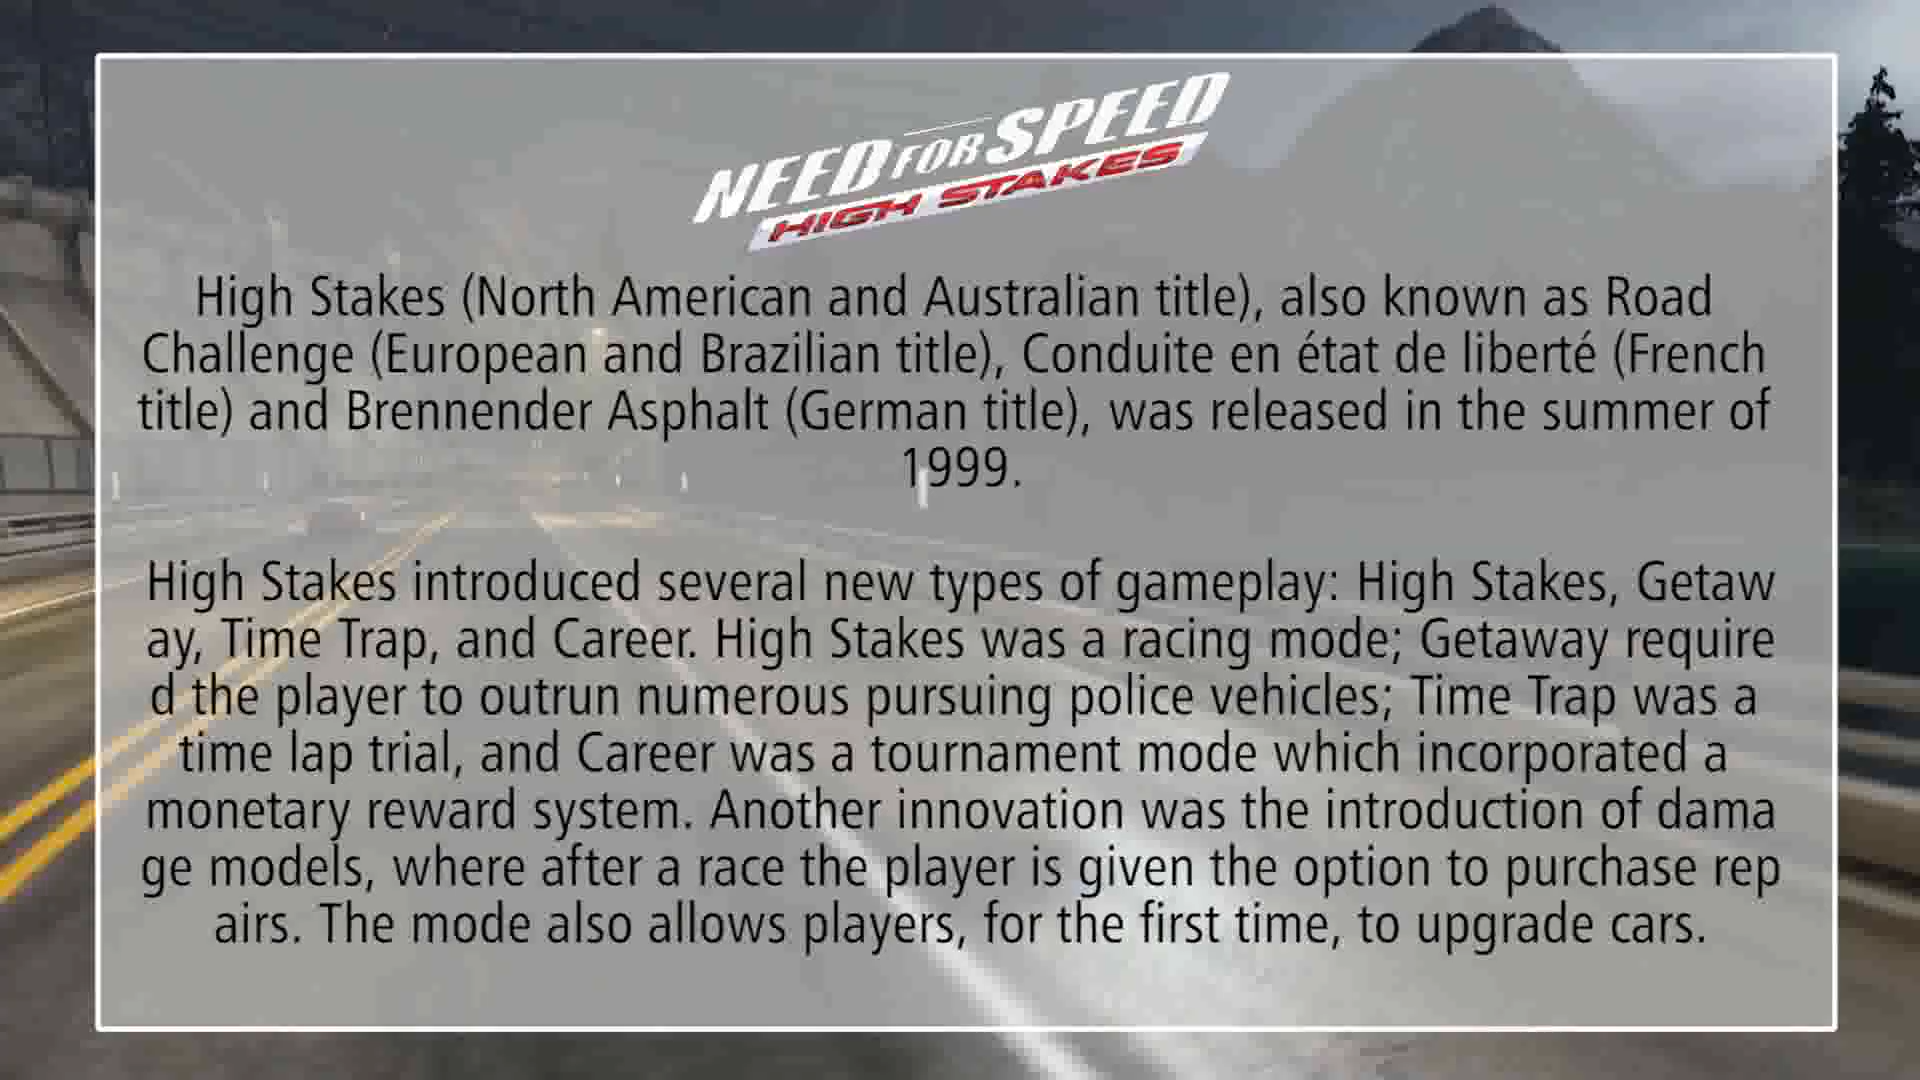 NEED FOR SPEED
HIGH STAKES
High Stakes (North American and Australian title), also known as Road
Challenge (European and Brazilian title), Conduite en état de liberté (French
title) and Brennender Asphalt (German title), was released in the summer of
1999.
High Stakes introduced several new types of gameplay: High Stakes, Getaw
ay, Time Trap, and Career. High Stakes was a racing mode; Getaway require
d the player to outrun numerous pursuing police vehicles; Time Trap was a
time lap trial, and Career was a tournament mode which incorporated a
monetary reward system. Another innovation was the introduction of dama
ge models, where after a race the player is given the option to purchase rep
airs. The mode also allows players, for the first time, to upgrade cars.